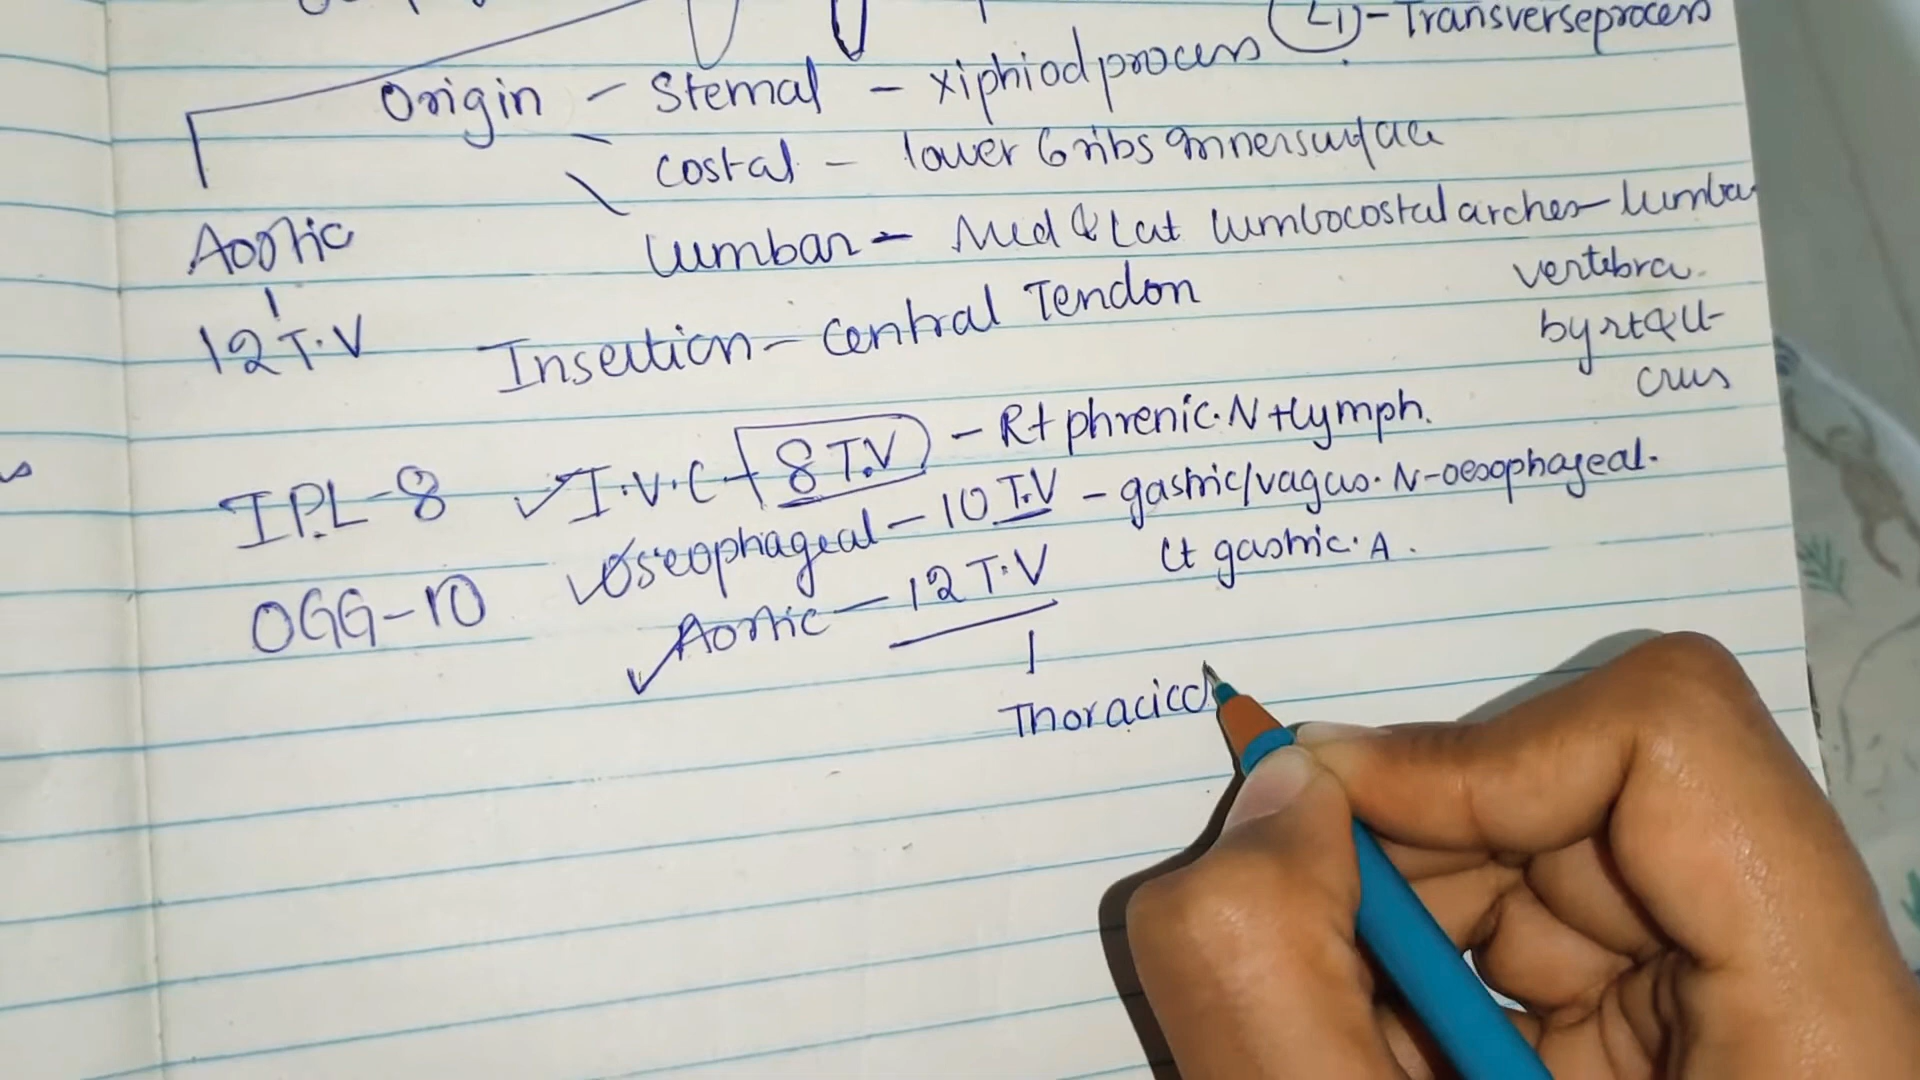 L1 - Transverse process
Origin - Sternal - xiphiod process
costal - lower 6 ribs innersurface
Lumbar - Med & Lat lumbocostal arches - lumbar
vertebra.
by rt & lt
crus
Aortic
12 T.V
Insertion - Central Tendon
I.V.C - 8 T.V - Rt phrenic. N + lymph.
IPL-8
Oseophageal - 10 T.V - gastric/vagus. N - oesophageal.
Lt gastric. A.
OGG-10
Aortic - 12 T.V
Thoracic